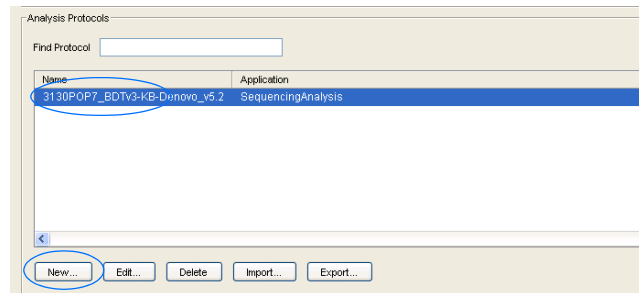 Analysis Protocols
Find Protocol
Name Application
3130POP7_BDTv3-KB-Denovo_v5.2 SequencingAnalysis
New... Edit... Delete Import... Export...